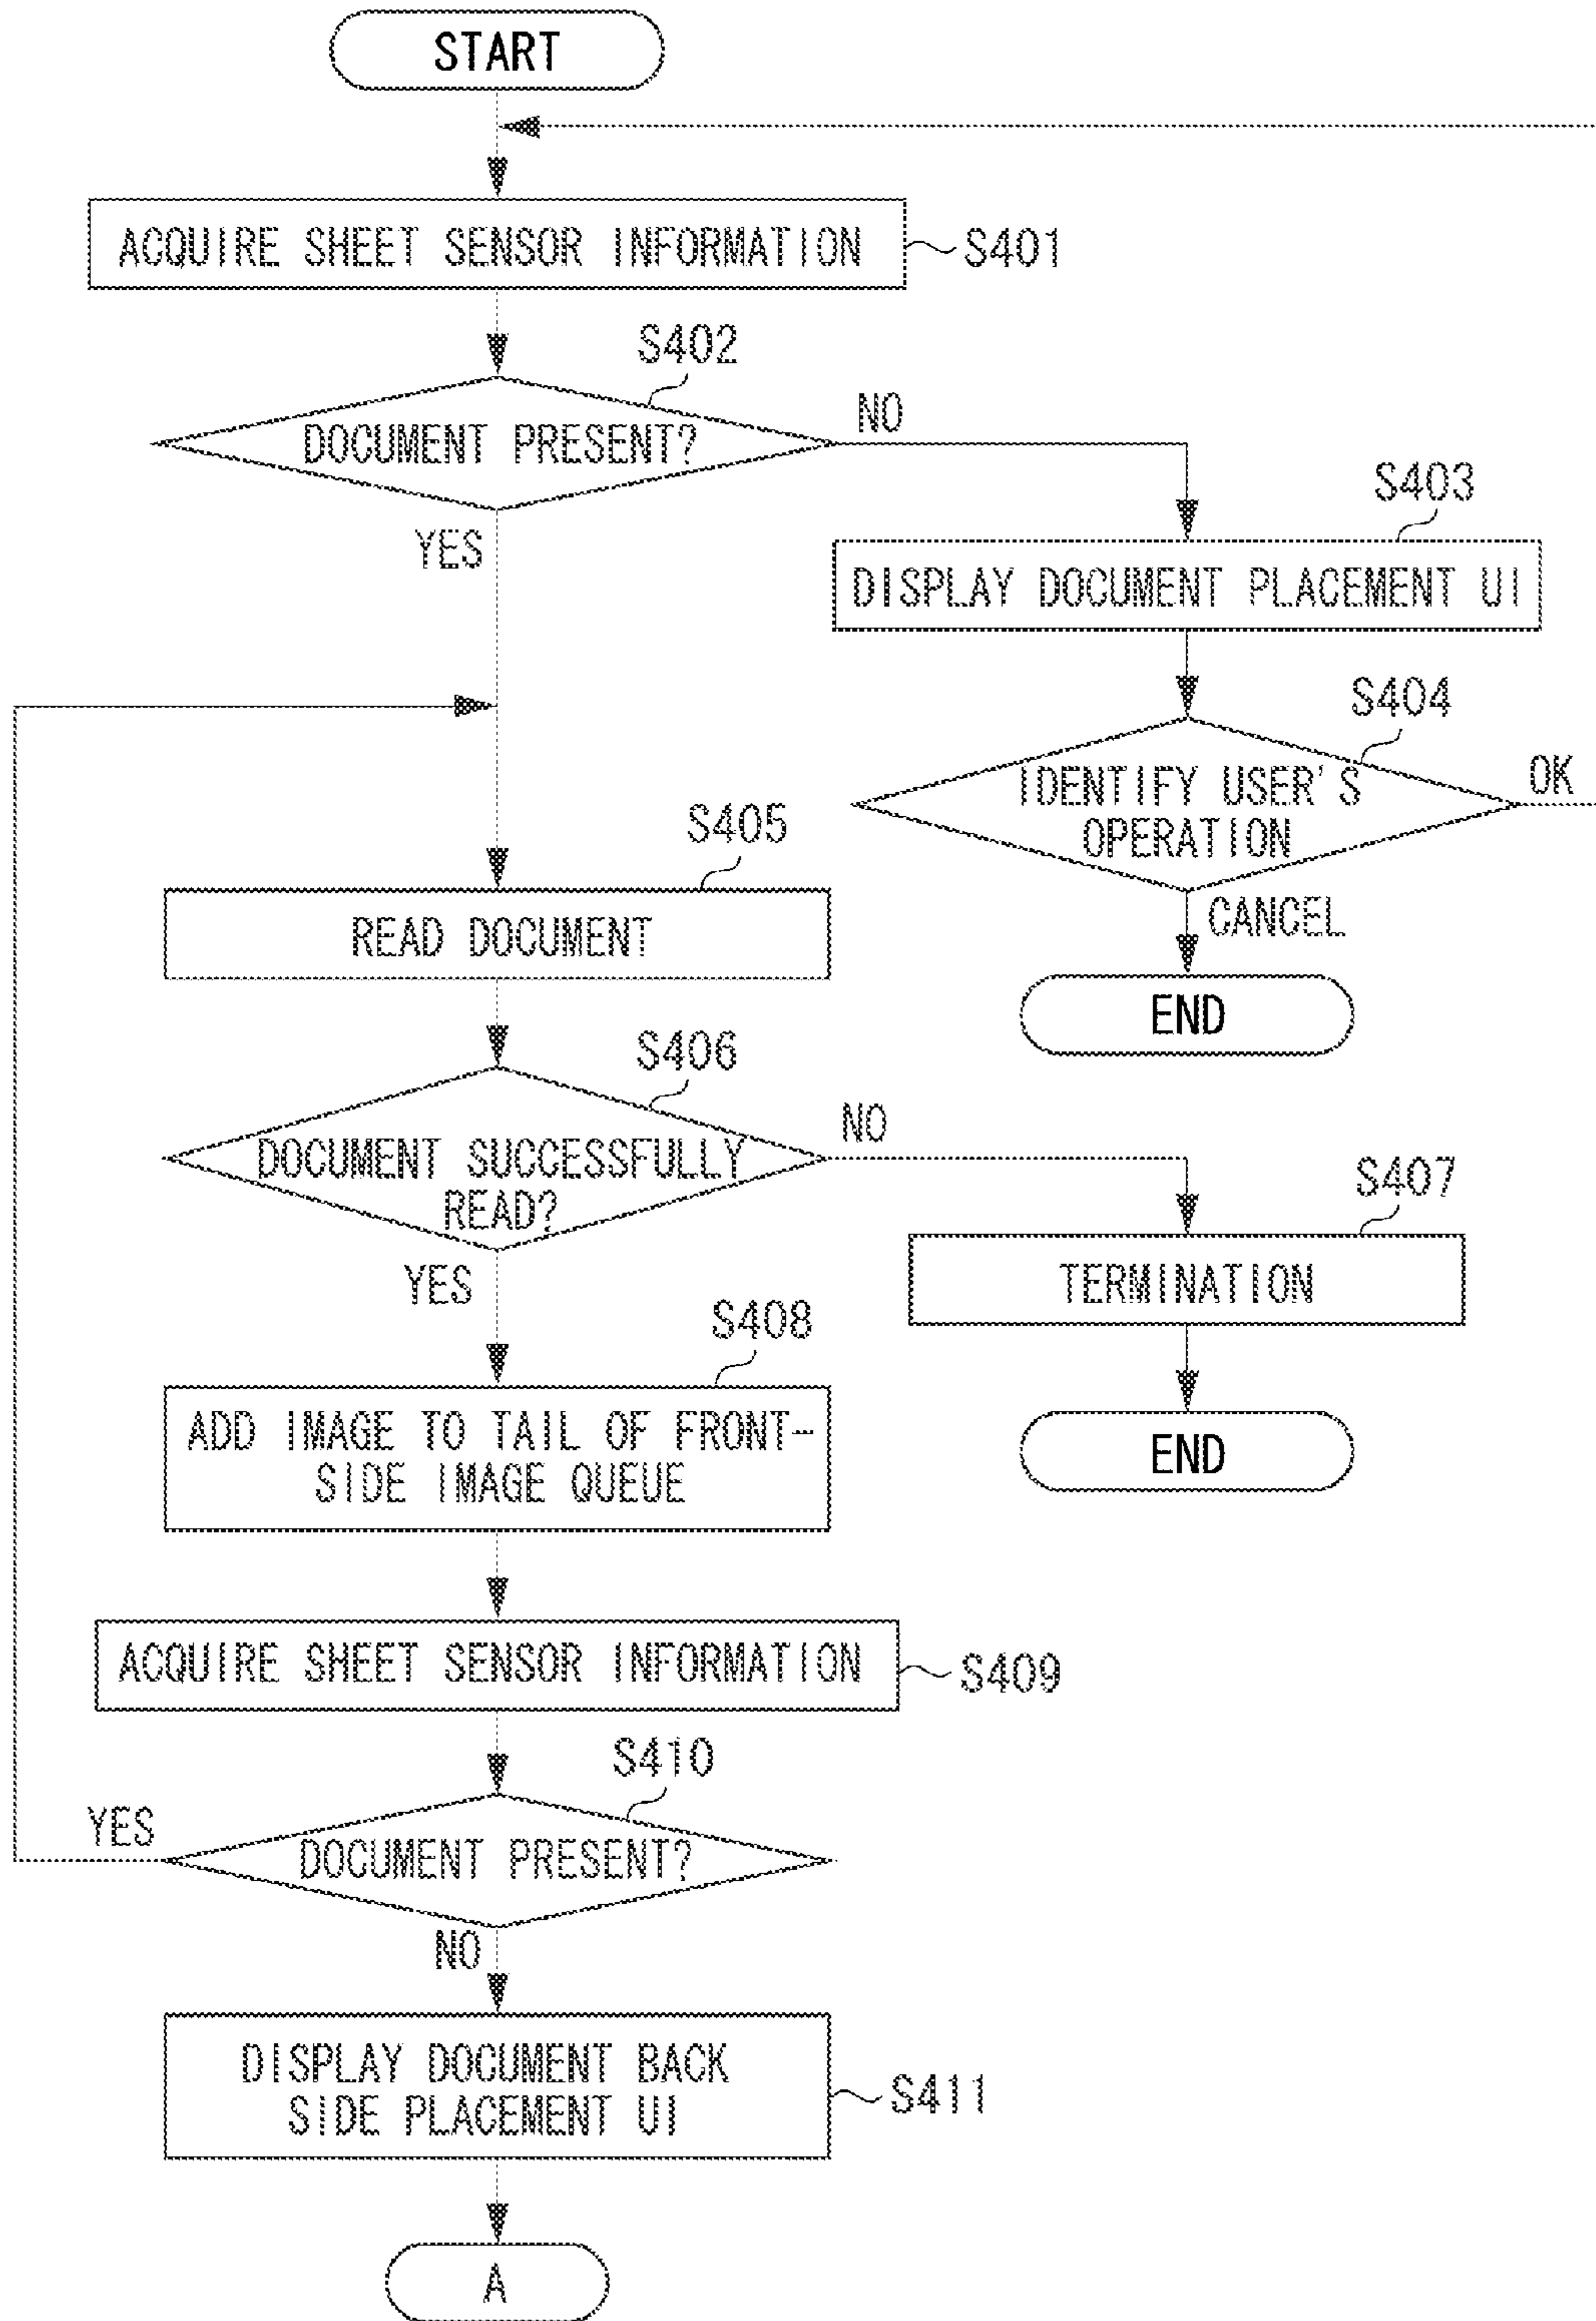 START
ACQUIRE SHEET SENSOR INFORMATION
S401
S402
DOCUMENT PRESENT?
NO
YES
S403
DISPLAY DOCUMENT PLACEMENT UI
S404
IDENTIFY USER'S
OPERATION
OK
CANCEL
END
S405
READ DOCUMENT
S406
DOCUMENT SUCCESSFULLY
READ?
NO
YES
S407
TERMINATION
END
S408
ADD IMAGE TO TAIL OF FRONT-
SIDE IMAGE QUEUE
ACQUIRE SHEET SENSOR INFORMATION
S409
S410
DOCUMENT PRESENT?
YES
NO
DISPLAY DOCUMENT BACK
SIDE PLACEMENT UI
S411
A